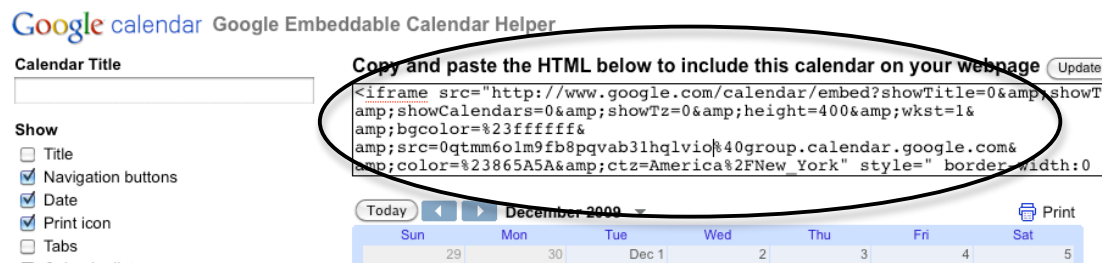 Google calendar Google Embeddable Calendar Helper
Calendar Title
Show
Title
Navigation buttons
Date
Print icon
Tabs
Copy and paste the HTML below to include this calendar on your webpage Update
<iframe src="http://www.google.com/calendar/embed?showTitle=0&amp;showT
amp;showCalendars=0&amp;showTz=0&amp;height=400&amp;wkst=1&
amp;bgcolor=%23ffffff&
amp;src=0qtmm6o1m9fb8pqvab31hqlvio%40group.calendar.google.com&
amp;color=%23865A5A&amp;ctz=America%2FNew_York" style=" border-width:0
Today December 2009 Print
Sun Mon Tue Wed Thu Fri Sat
29 30 Dec 1 2 3 4 5